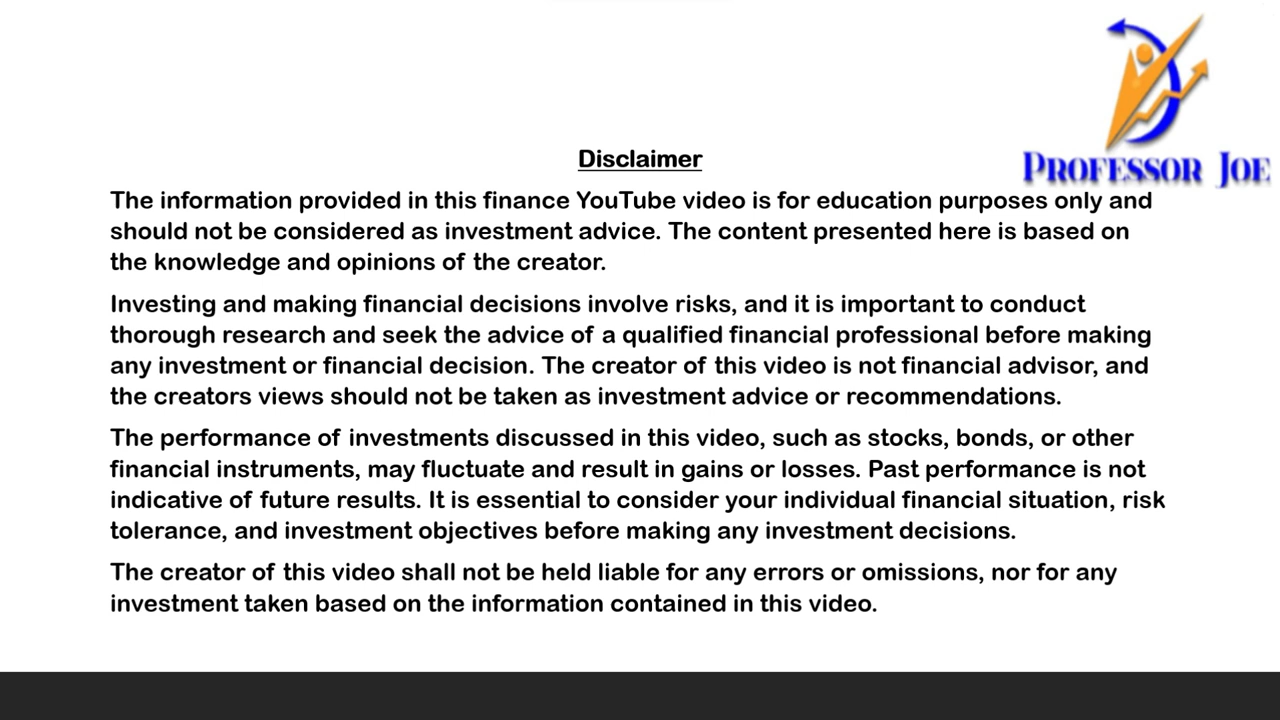 PROFESSOR JOE
Disclaimer
The information provided in this finance YouTube video is for education purposes only and
should not be considered as investment advice. The content presented here is based on
the knowledge and opinions of the creator.
Investing and making financial decisions involve risks, and it is important to conduct
thorough research and seek the advice of a qualified financial professional before making
any investment or financial decision. The creator of this video is not financial advisor, and
the creators views should not be taken as investment advice or recommendations.
The performance of investments discussed in this video, such as stocks, bonds, or other
financial instruments, may fluctuate and result in gains or losses. Past performance is not
indicative of future results. It is essential to consider your individual financial situation, risk
tolerance, and investment objectives before making any investment decisions.
The creator of this video shall not be held liable for any errors or omissions, nor for any
investment taken based on the information contained in this video.